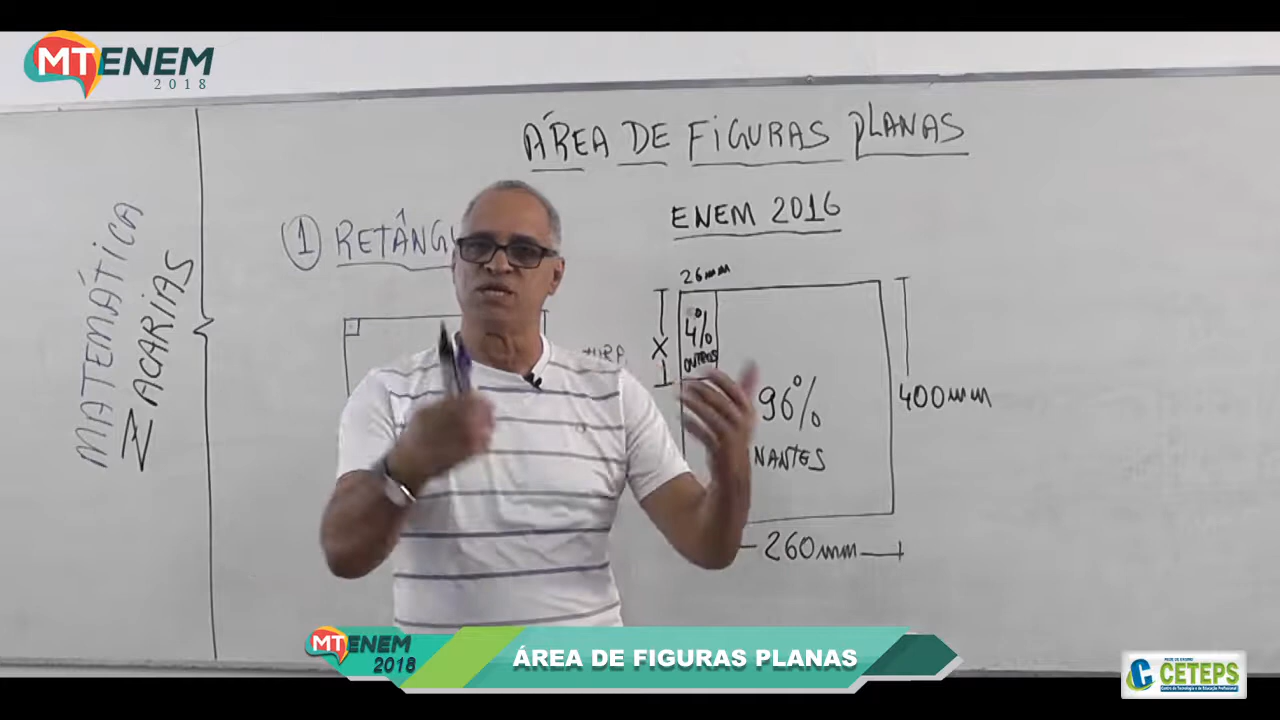 MTENEM
2018
ÁREA DE FIGURAS PLANAS
MATEMÁTICA
ZACARIAS
1 RETÂNGU
ENEM 2016
26mm
4%
OUTROS
X
96%
NANTES
400mm
260mm
MTENEM
2018
ÁREA DE FIGURAS PLANAS
CETEPS